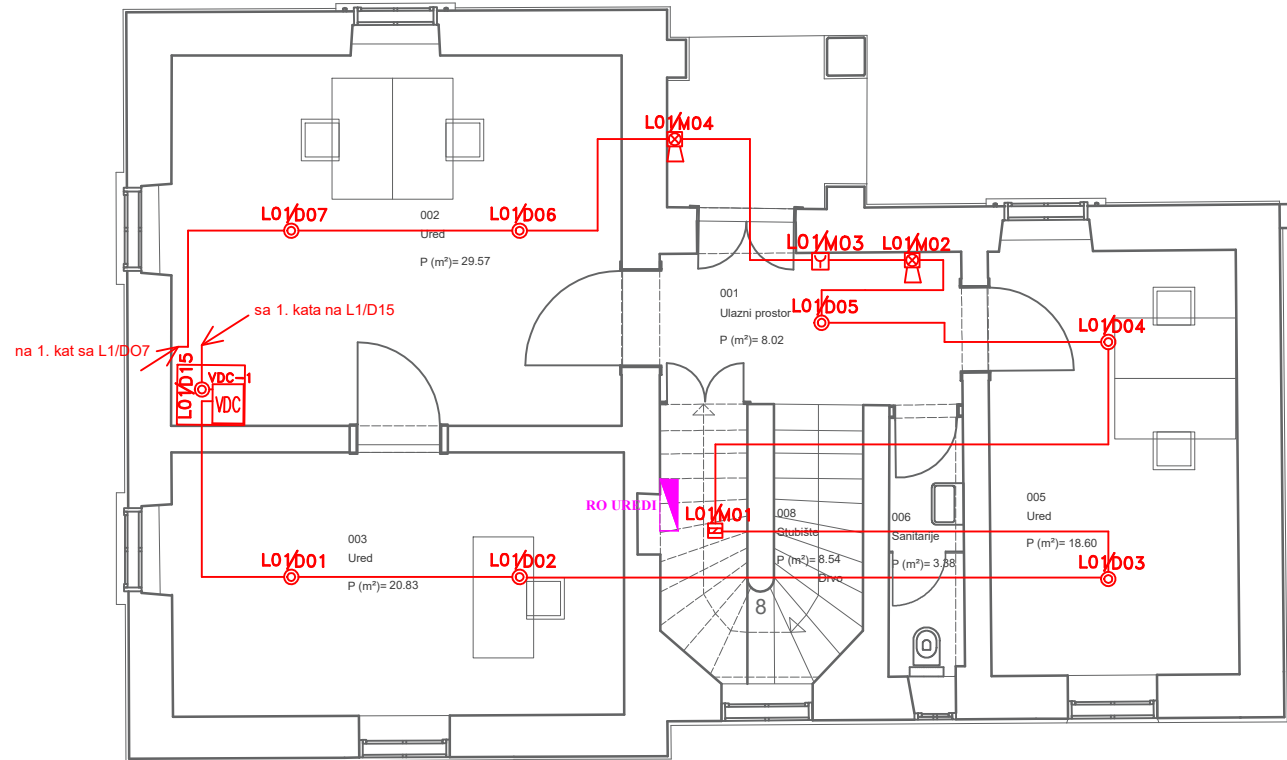 L01/M04
L01/D07
L01/D06
002
Ured
P (m²)= 29.57
L01/M03
L01/M02
001
Ulazni prostor
P (m²)= 8.02
L01/D05
L01/D04
sa 1. kata na L1/D15
na 1. kat sa L1/DO7
L01/D15
VDC-1
VDC
RO UREDI
L01/M01
008
Stubište
P (m²)= 8.54
Drvo
8
006
Sanitarije
P (m²)= 3.38
005
Ured
P (m²)= 18.60
003
Ured
P (m²)= 20.83
L01/D01
L01/D02
L01/D03